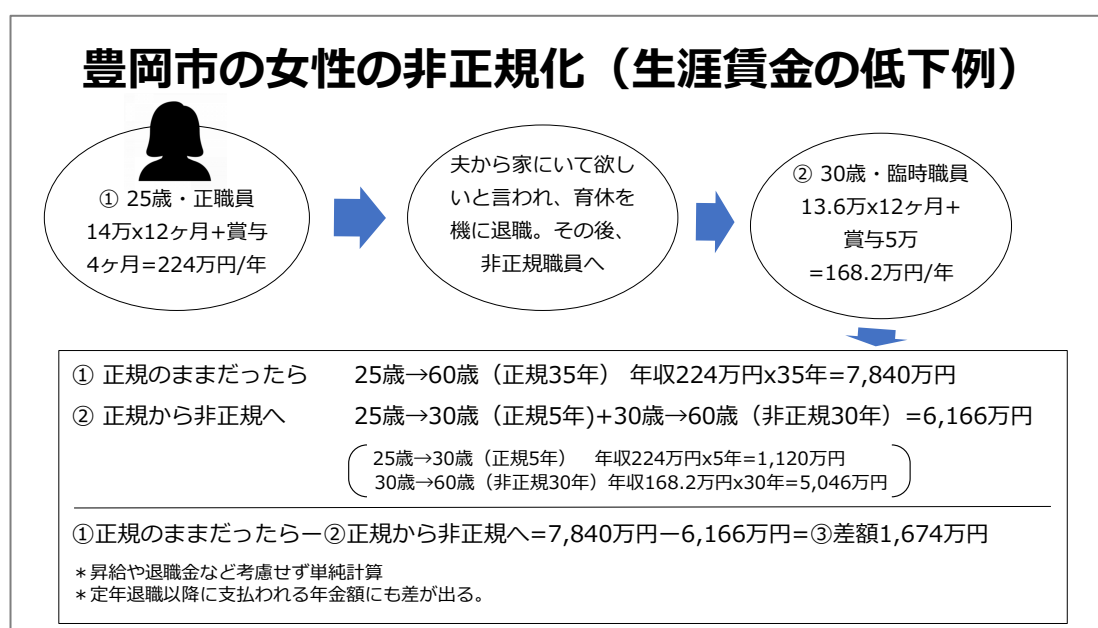 豊岡市の女性の非正規化（生涯賃金の低下例）
① 25歳・正職員
14万x12ヶ月+賞与
4ヶ月=224万円/年
夫から家にいて欲し
いと言われ、育休を
機に退職。その後、
非正規職員へ
② 30歳・臨時職員
13.6万x12ヶ月+
賞与5万
=168.2万円/年
① 正規のままだったら 25歳→60歳（正規35年） 年収224万円x35年=7,840万円
② 正規から非正規へ 25歳→30歳（正規5年)+30歳→60歳（非正規30年）=6,166万円
25歳→30歳（正規5年） 年収224万円x5年=1,120万円
30歳→60歳（非正規30年）年収168.2万円x30年=5,046万円
①正規のままだったらー②正規から非正規へ=7,840万円ー6,166万円=③差額1,674万円
＊昇給や退職金など考慮せず単純計算
＊定年退職以降に支払われる年金額にも差が出る。